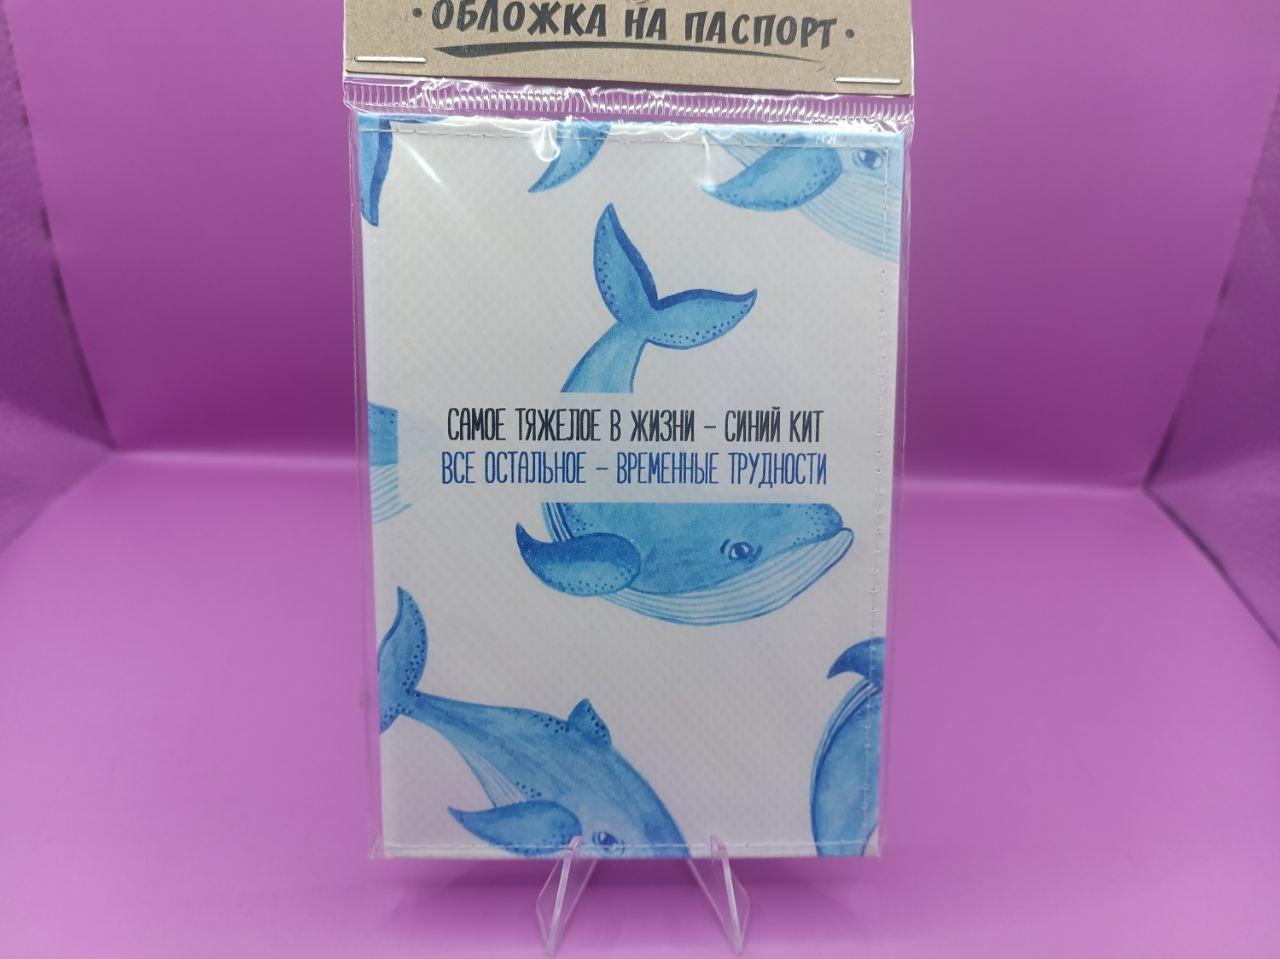 • ОБЛОЖКА НА ПАСПОРТ •
САМОЕ ТЯЖЕЛОЕ В ЖИЗНИ – СИНИЙ КИТ
ВСЕ ОСТАЛЬНОЕ – ВРЕМЕННЫЕ ТРУДНОСТИ